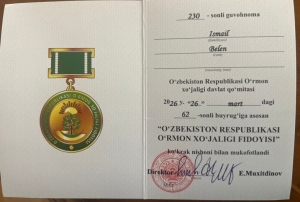 230 - sonli guvohnoma
Ismail
Belen
O‘zbekiston Respublikasi O‘rmon
xo‘jaligi davlat qo‘mitasi
2026 y. «26» mart dagi
62 -sonli buyrug‘iga asosan
“O‘ZBEKISTON RESPUBLIKASI
O‘RMON XO‘JALIGI FIDOYISI”
ko‘krak nishoni bilan mukofotlandi
Direktor E.Muxitdinov